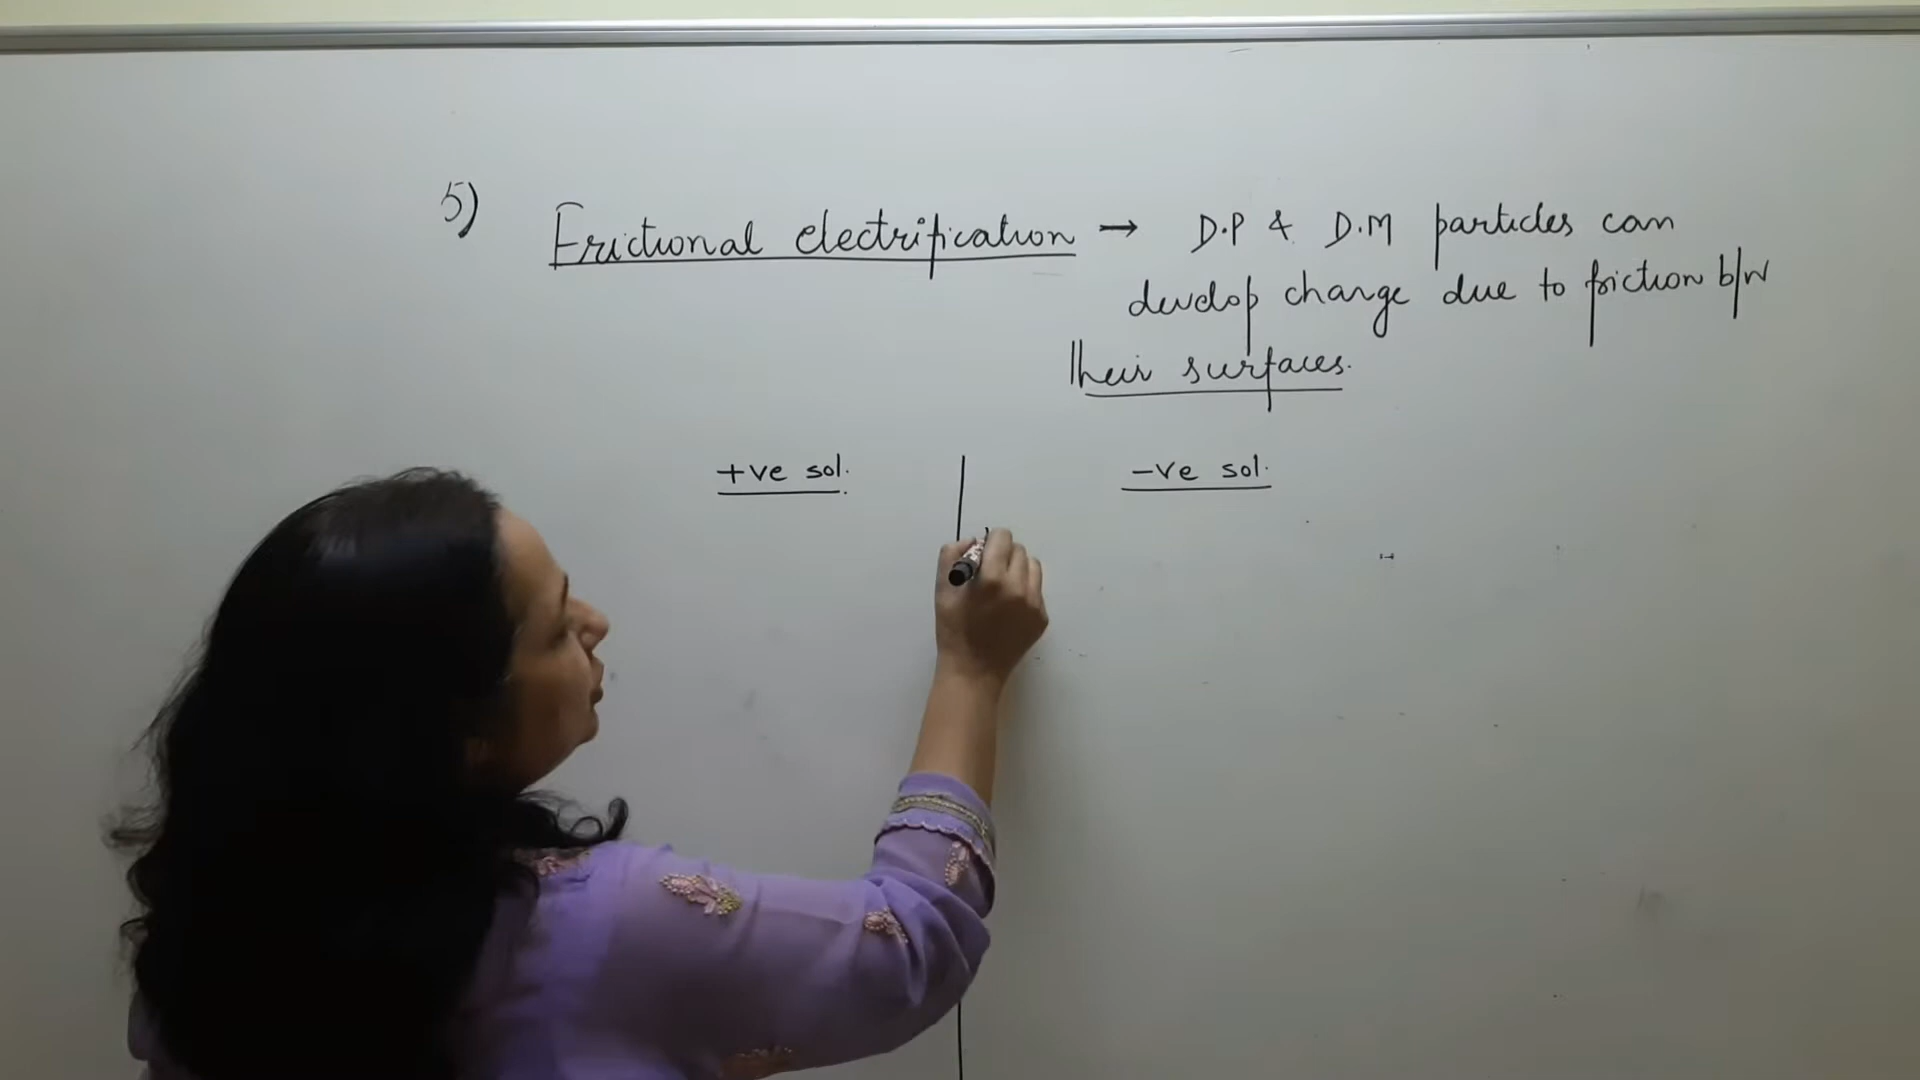 5) Frictional electrification → D.P & D.M particles can
develop charge due to friction b/w
their surfaces.
+ve sol.
-ve sol.